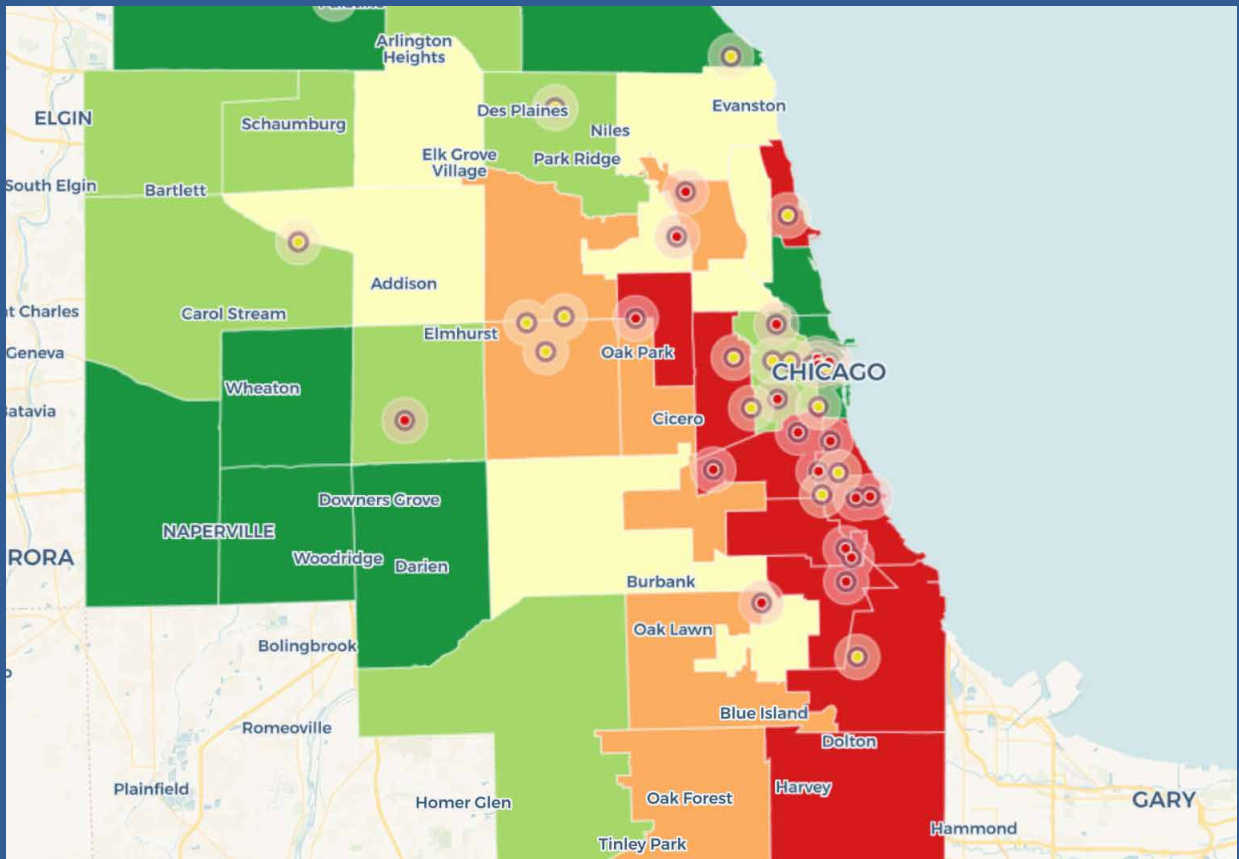 Arlington
Heights
Evanston
Des Plaines
ELGIN
Schaumburg
Niles
Elk Grove
Village
Park Ridge
South Elgin
Bartlett
Addison
t Charles
Carol Stream
Elmhurst
Geneva
Oak Park
CHICAGO
Wheaton
Batavia
Cicero
Downers Grove
NAPERVILLE
Woodridge
Darien
RORA
Burbank
Oak Lawn
Bolingbrook
Blue Island
Romeoville
Dolton
Plainfield
Harvey
Oak Forest
Homer Glen
GARY
Hammond
Tinley Park